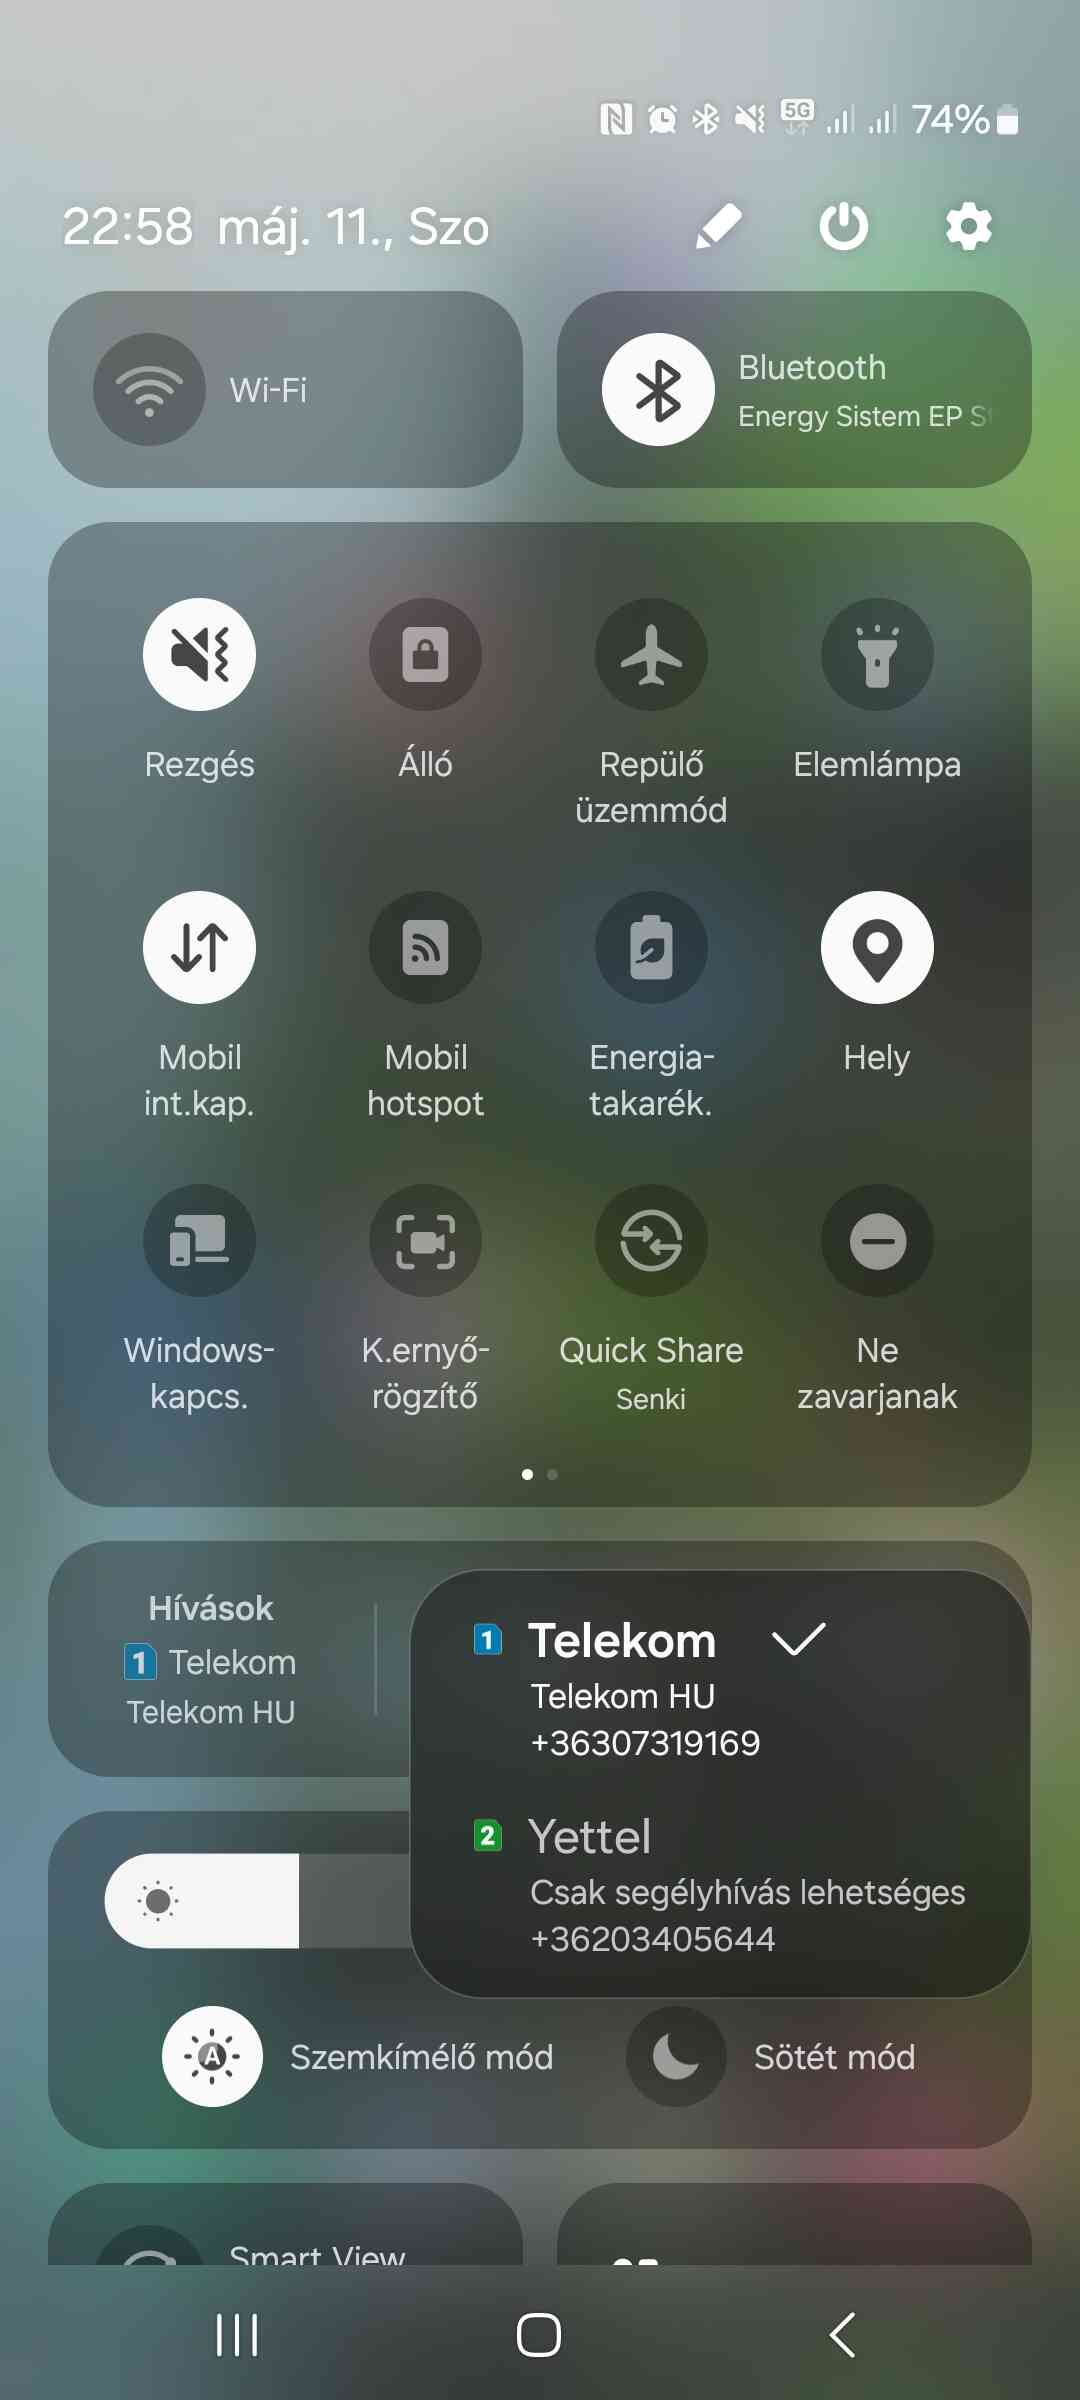 5G
74%
22:58 máj. 11., Szo
Wi-Fi
Bluetooth
Energy Sistem EP
Rezgés
Álló
Repülő
üzemmód
Elemlámpa
Mobil
int.kap.
Mobil
hotspot
Energia-
takarék.
Hely
Windows-
kapcs.
K.ernyő-
rögzítő
Quick Share
Senki
Ne
zavarjanak
Hívások
1 Telekom
Telekom HU
1 Telekom
Telekom HU
+36307319169
2 Yettel
Csak segélyhívás lehetséges
+36203405644
A
Szemkímélő mód
Sötét mód
Smart View